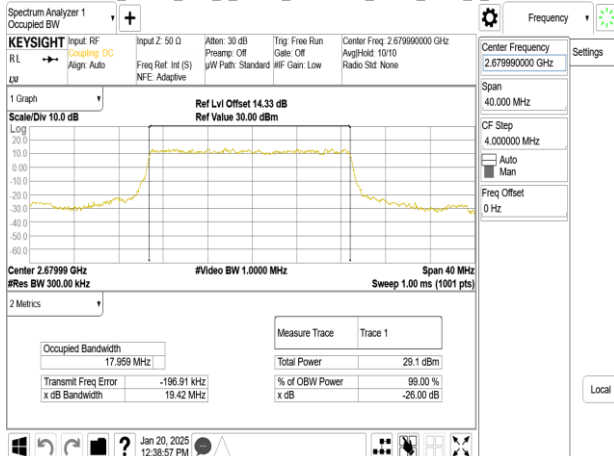 Spectrum Analyzer 1
Occupied BW
Frequency
KEYSIGHT
RL
LXI
Input: RF
Coupling: DC
Align: Auto
Input Z: 50 Ω
Freq Ref: Int (S)
NFE: Adaptive
Atten: 30 dB
Preamp: Off
µW Path: Standard
Trig: Free Run
Gate: Off
#IF Gain: Low
Center Freq: 2.679990000 GHz
Avg|Hold: 10/10
Radio Std: None
Center Frequency
2.679990000 GHz
Settings
Span
40.000 MHz
CF Step
4.000000 MHz
Auto
Man
Freq Offset
0 Hz
1 Graph
Scale/Div 10.0 dB
Ref Lvl Offset 14.33 dB
Ref Value 30.00 dBm
Log
20.0
10.0
0.00
-10.0
-20.0
-30.0
-40.0
-50.0
-60.0
Center 2.67999 GHz
#Res BW 300.00 kHz
#Video BW 1.0000 MHz
Span 40 MHz
Sweep 1.00 ms (1001 pts)
2 Metrics
Measure Trace Trace 1
Occupied Bandwidth
17.959 MHz
Total Power 29.1 dBm
Transmit Freq Error -196.91 kHz
% of OBW Power 99.00 %
x dB Bandwidth 19.42 MHz
x dB -26.00 dB
Local
?
Jan 20, 2025
12:38:57 PM